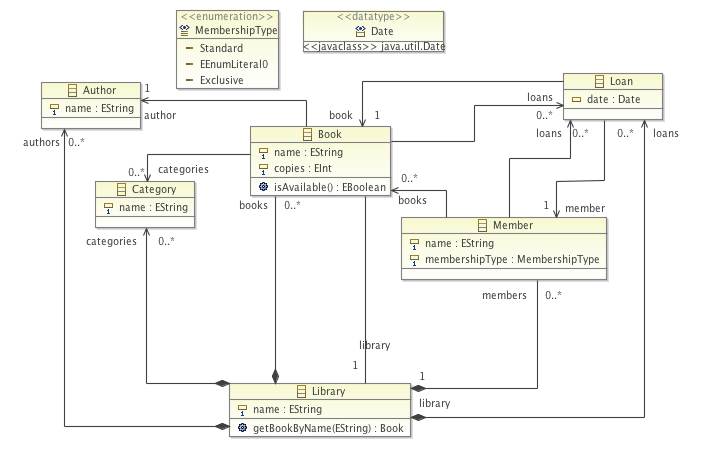 <<enumeration>>
MembershipType
Standard
EEnumLiteral0
Exclusive
<<datatype>>
Date
<<javaclass>> java.util.Date
Author
name : EString
1
author
authors
0..*
Loan
date : Date
book
1
loans
0..*
loans
0..*
0..*
loans
Book
name : EString
copies : EInt
isAvailable() : EBoolean
0..*
categories
Category
name : EString
categories
0..*
books
0..*
0..*
books
1
member
Member
name : EString
membershipType : MembershipType
members
0..*
library
1
1
library
Library
name : EString
getBookByName(EString) : Book